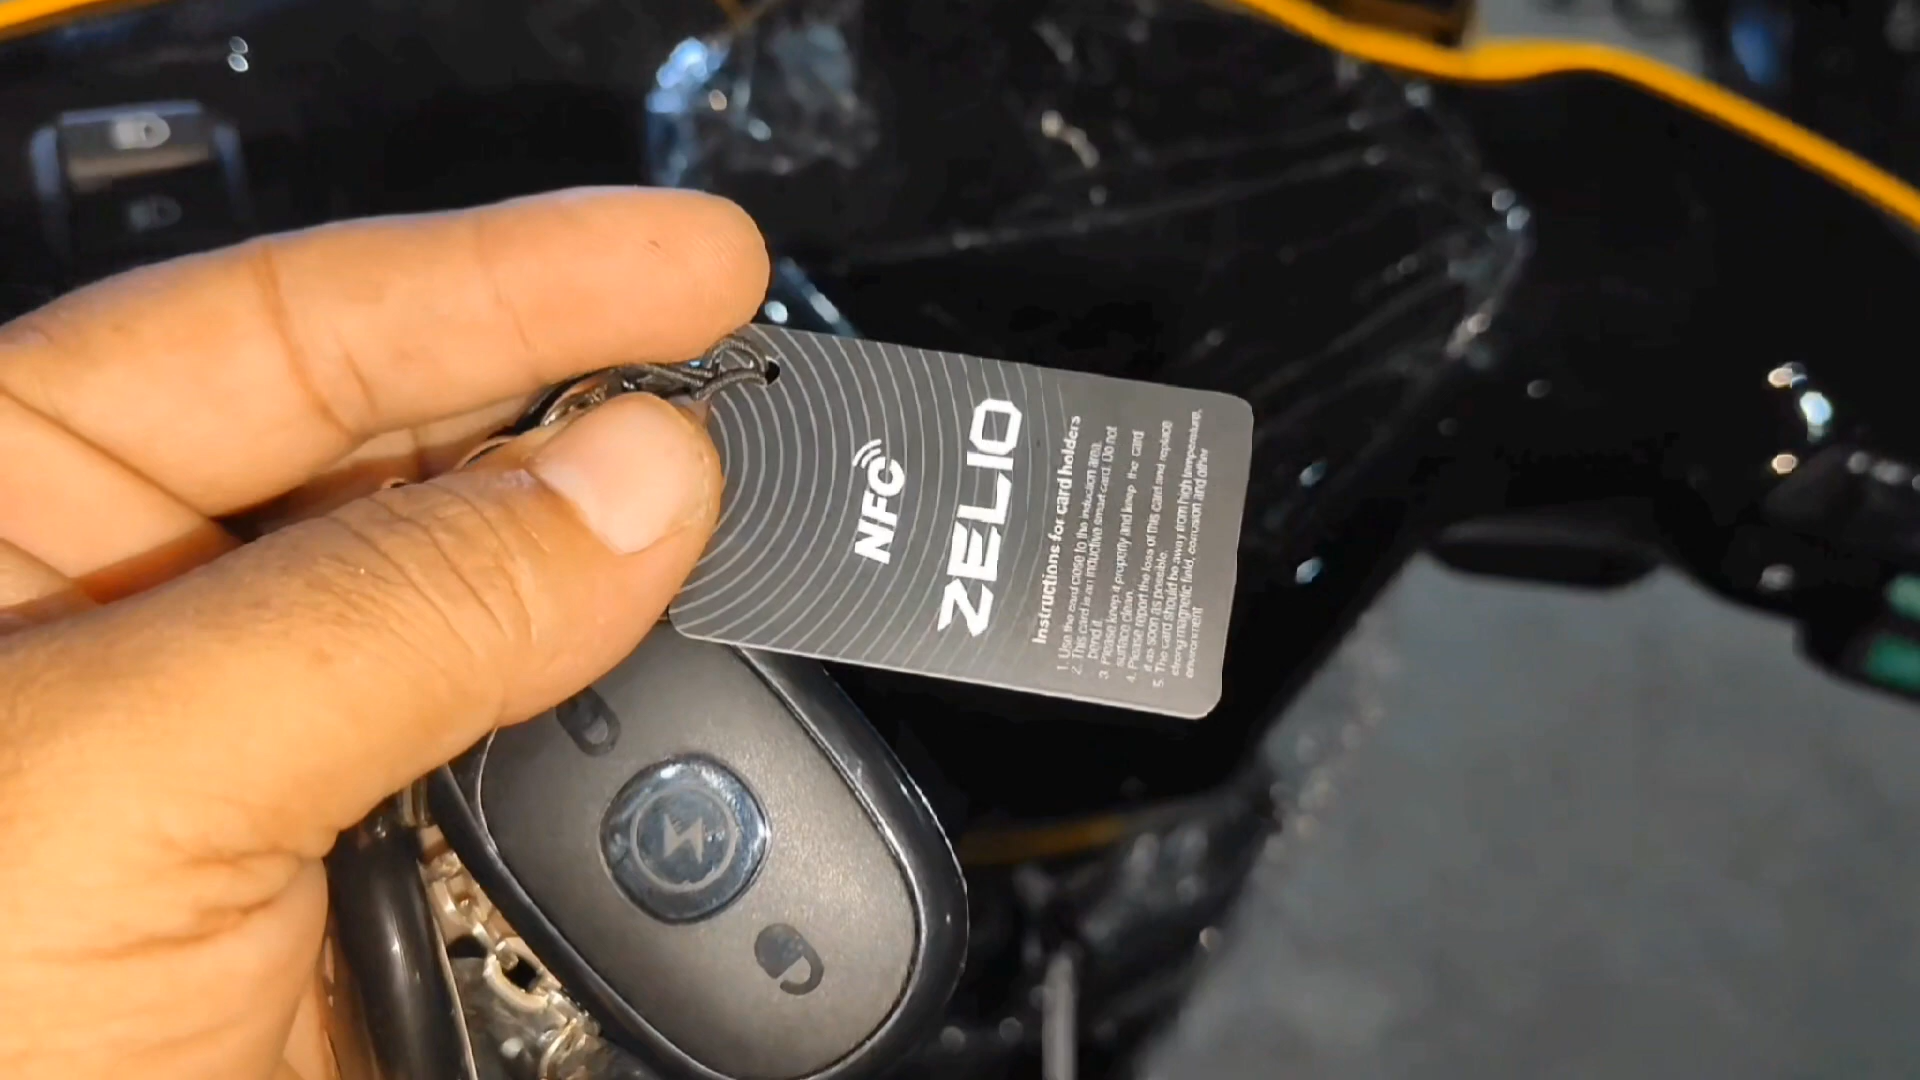 NFC
ZELIO
Instructions for card holders
1. Use the card close to the induction area.
2. This card is an inductive smart card. Do not
bend it.
3. Please keep it properly and keep the card
surface clean.
4. Please report the loss of this card and replace
it as soon as possible.
5. The card should be away from high temperature,
strong magnetic field, corrosion and other
environment